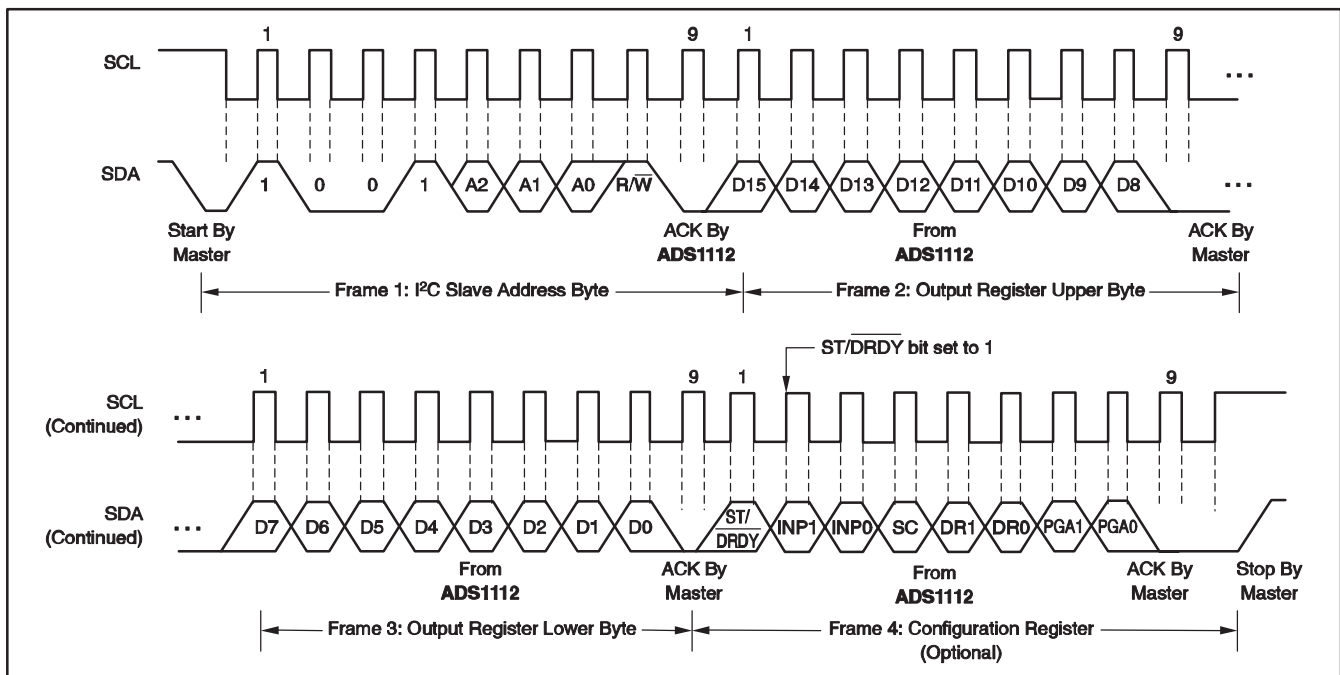 1 9 1 9
SCL ...
SDA 1 0 0 1 A2 A1 A0 R/W̅ D15 D14 D13 D12 D11 D10 D9 D8 ...
Start By Master
ACK By ADS1112
From ADS1112
ACK By Master
Frame 1: I²C Slave Address Byte
Frame 2: Output Register Upper Byte
ST/D̅R̅D̅Y̅ bit set to 1
1 9 1 9
SCL (Continued) ...
SDA (Continued) ... D7 D6 D5 D4 D3 D2 D1 D0 ST/D̅R̅D̅Y̅ INP1 INP0 SC DR1 DR0 PGA1 PGA0
From ADS1112
ACK By Master
From ADS1112
ACK By Master
Stop By Master
Frame 3: Output Register Lower Byte
Frame 4: Configuration Register
(Optional)